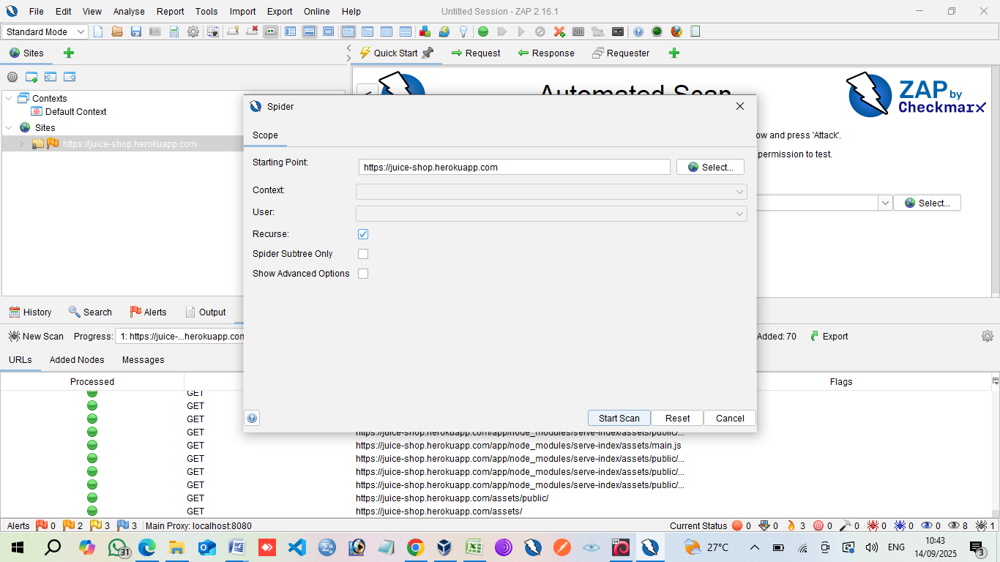 File Edit View Analyse Report Tools Import Export Online Help Untitled Session - ZAP 2.16.1
Standard Mode
Sites Quick Start Request Response Requester
Automated Scan
ZAP by
Checkmarx
Contexts
Default Context
Sites
https://juice-shop.herokuapp.com
ow and press 'Attack'.
permission to test.
Select...
Spider
Scope
Starting Point: https://juice-shop.herokuapp.com Select...
Context:
User:
Recurse:
Spider Subtree Only
Show Advanced Options
Start Scan Reset Cancel
History Search Alerts Output
New Scan Progress: 1: https://juice-...herokuapp.com Added: 70 Export
URLs Added Nodes Messages
Processed Flags
GET
GET
GET
GET https://juice-shop.herokuapp.com/app/node_modules/serve-index/assets/public/...
GET https://juice-shop.herokuapp.com/app/node_modules/serve-index/assets/main.js
GET https://juice-shop.herokuapp.com/app/node_modules/serve-index/assets/public/...
GET https://juice-shop.herokuapp.com/app/node_modules/serve-index/assets/public/...
GET https://juice-shop.herokuapp.com/app/node_modules/serve-index/assets/public/...
GET https://juice-shop.herokuapp.com/assets/public/
GET https://juice-shop.herokuapp.com/assets/
Alerts 0 2 3 3 Main Proxy: localhost:8080 Current Status 0 0 3 0 0 0 0 0 8 1
31 27°C ENG 10:43
14/09/2025 3